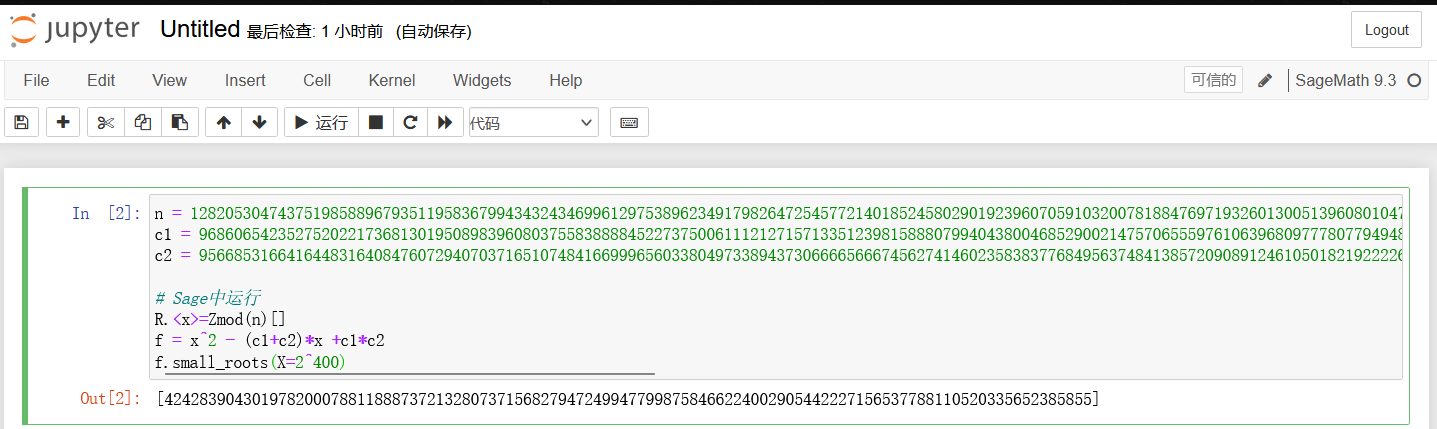 jupyter Untitled 最后检查: 1 小时前 (自动保存) Logout
File Edit View Insert Cell Kernel Widgets Help 可信的 SageMath 9.3
运行 代码
In [2]: n = 1282053047437519858896793511958367994343243469961297538962349179826472545772140185245802901923960705910320078188476971932601300513960801047
c1 = 968606542352752022173681301950898396080375583888845227375006111212715713351239815888079940438004685290021475706555976106396809777807794948
c2 = 956685316641644831640847607294070371651074841669996560338049733894373066656667456274146023583837768495637484138572090891246105018219222226
# Sage中运行
R.<x>=Zmod(n)[]
f = x^2 - (c1+c2)*x +c1*c2
f.small_roots(X=2^400)
Out[2]: [4242839043019782000788118887372132807371568279472499477998758466224002905442227156537788110520335652385855]